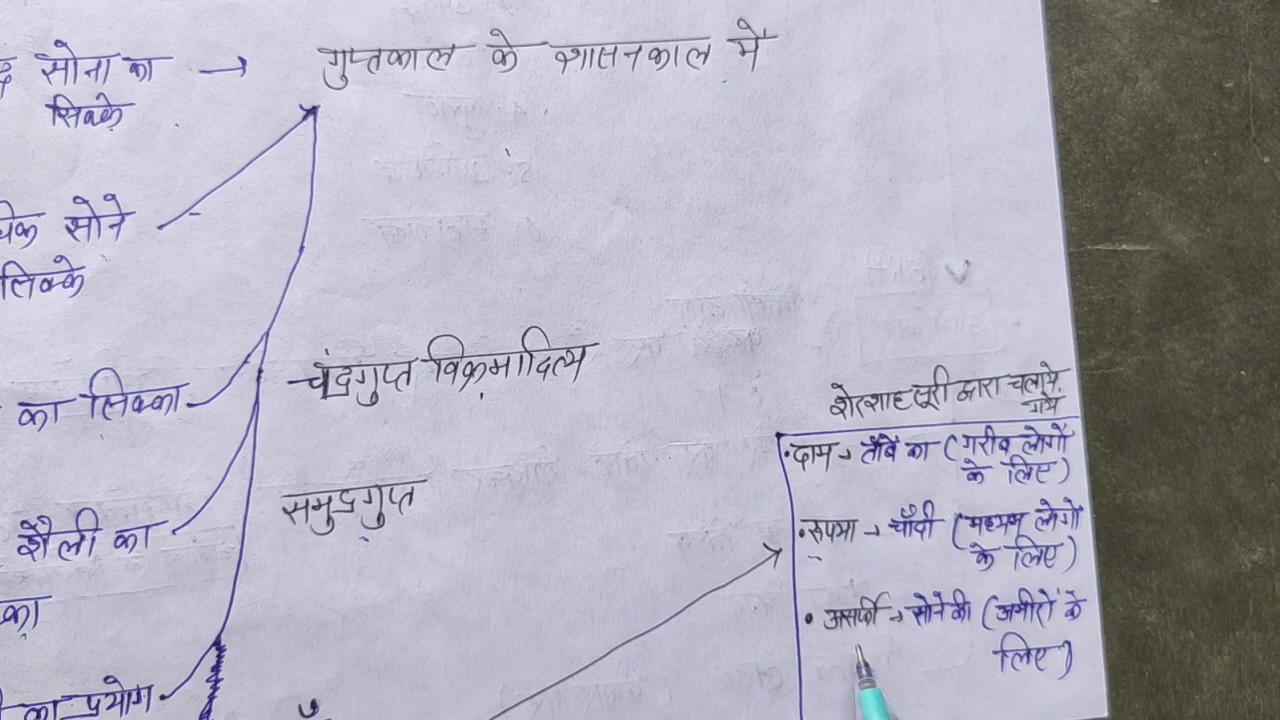 सोना का → गुप्तकाल के शासनकाल में
सिक्के
सोने
सिक्के
का सिक्का
चंद्रगुप्त विक्रमादित्य
शेरशाह सूरी द्वारा चलाये
गये
• दाम → ताँबे का (गरीब लोगों
के लिए)
समुद्रगुप्त
शैली का
• रूपया → चाँदी (मध्यम लोगों
के लिए)
का
• असर्फी → सोने की (अमीरों के
लिए)
का प्रयोग